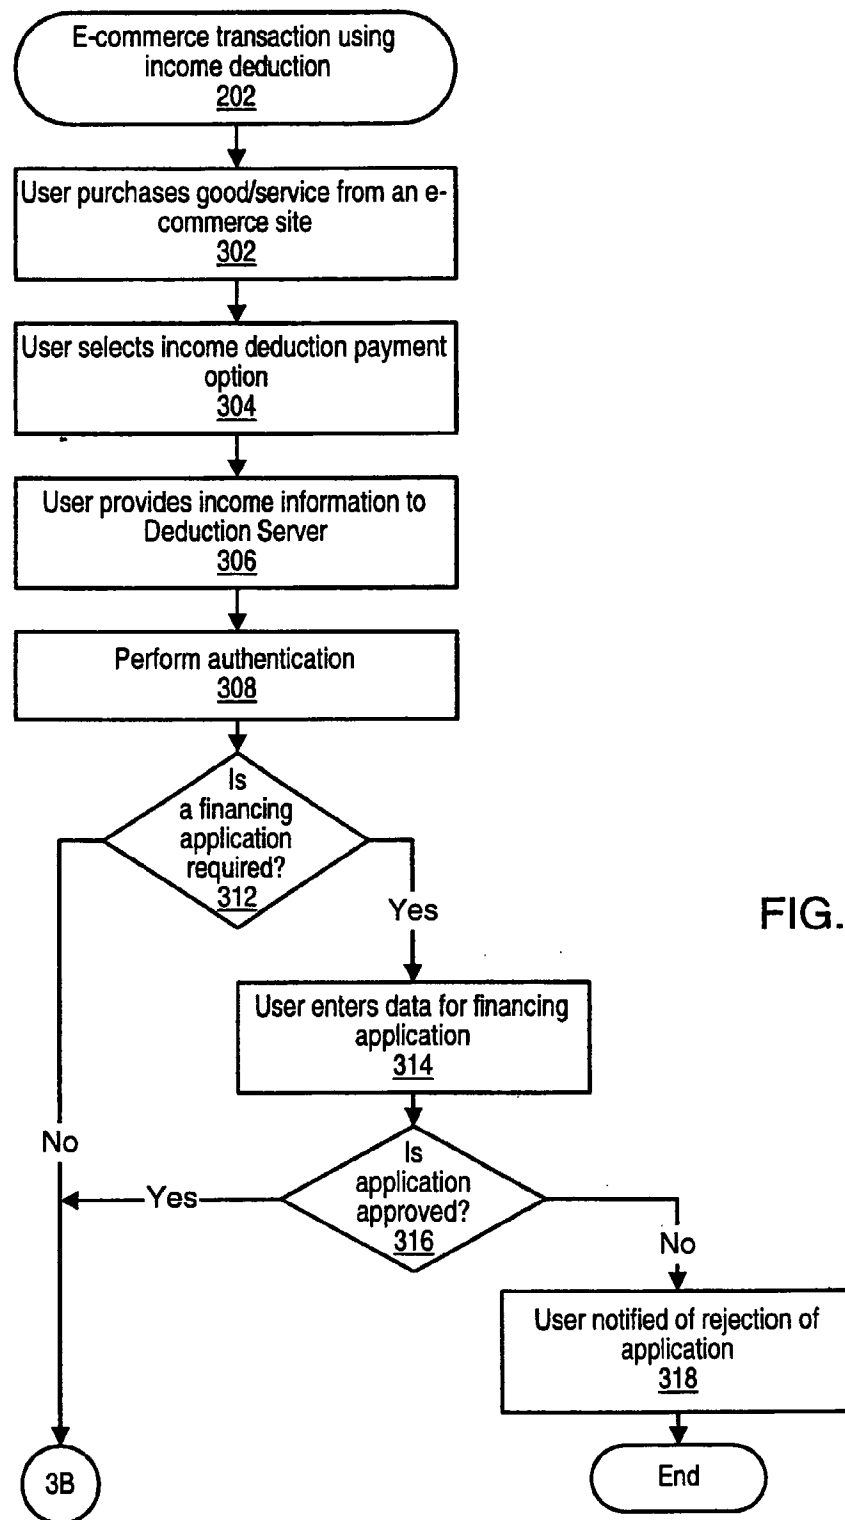 E-commerce transaction using
income deduction
202
User purchases good/service from an e-
commerce site
302
User selects income deduction payment
option
304
User provides income information to
Deduction Server
306
Perform authentication
308
Is
a financing
application
required?
312
Yes
FIG.
User enters data for financing
application
314
No
Is
application
approved?
316
Yes
No
User notified of rejection of
application
318
3B
End